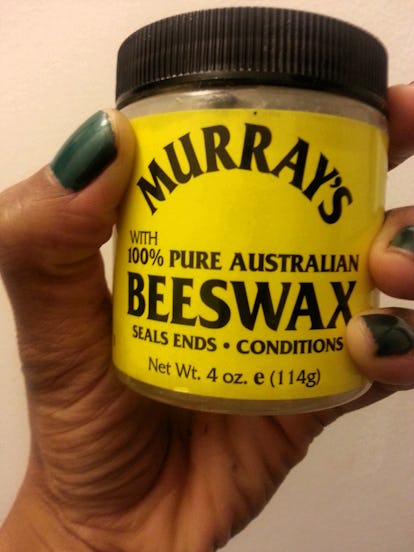 MURRAY'S
WITH
100% PURE AUSTRALIAN
BEESWAX
SEALS ENDS • CONDITIONS
Net Wt. 4 oz. e (114g)